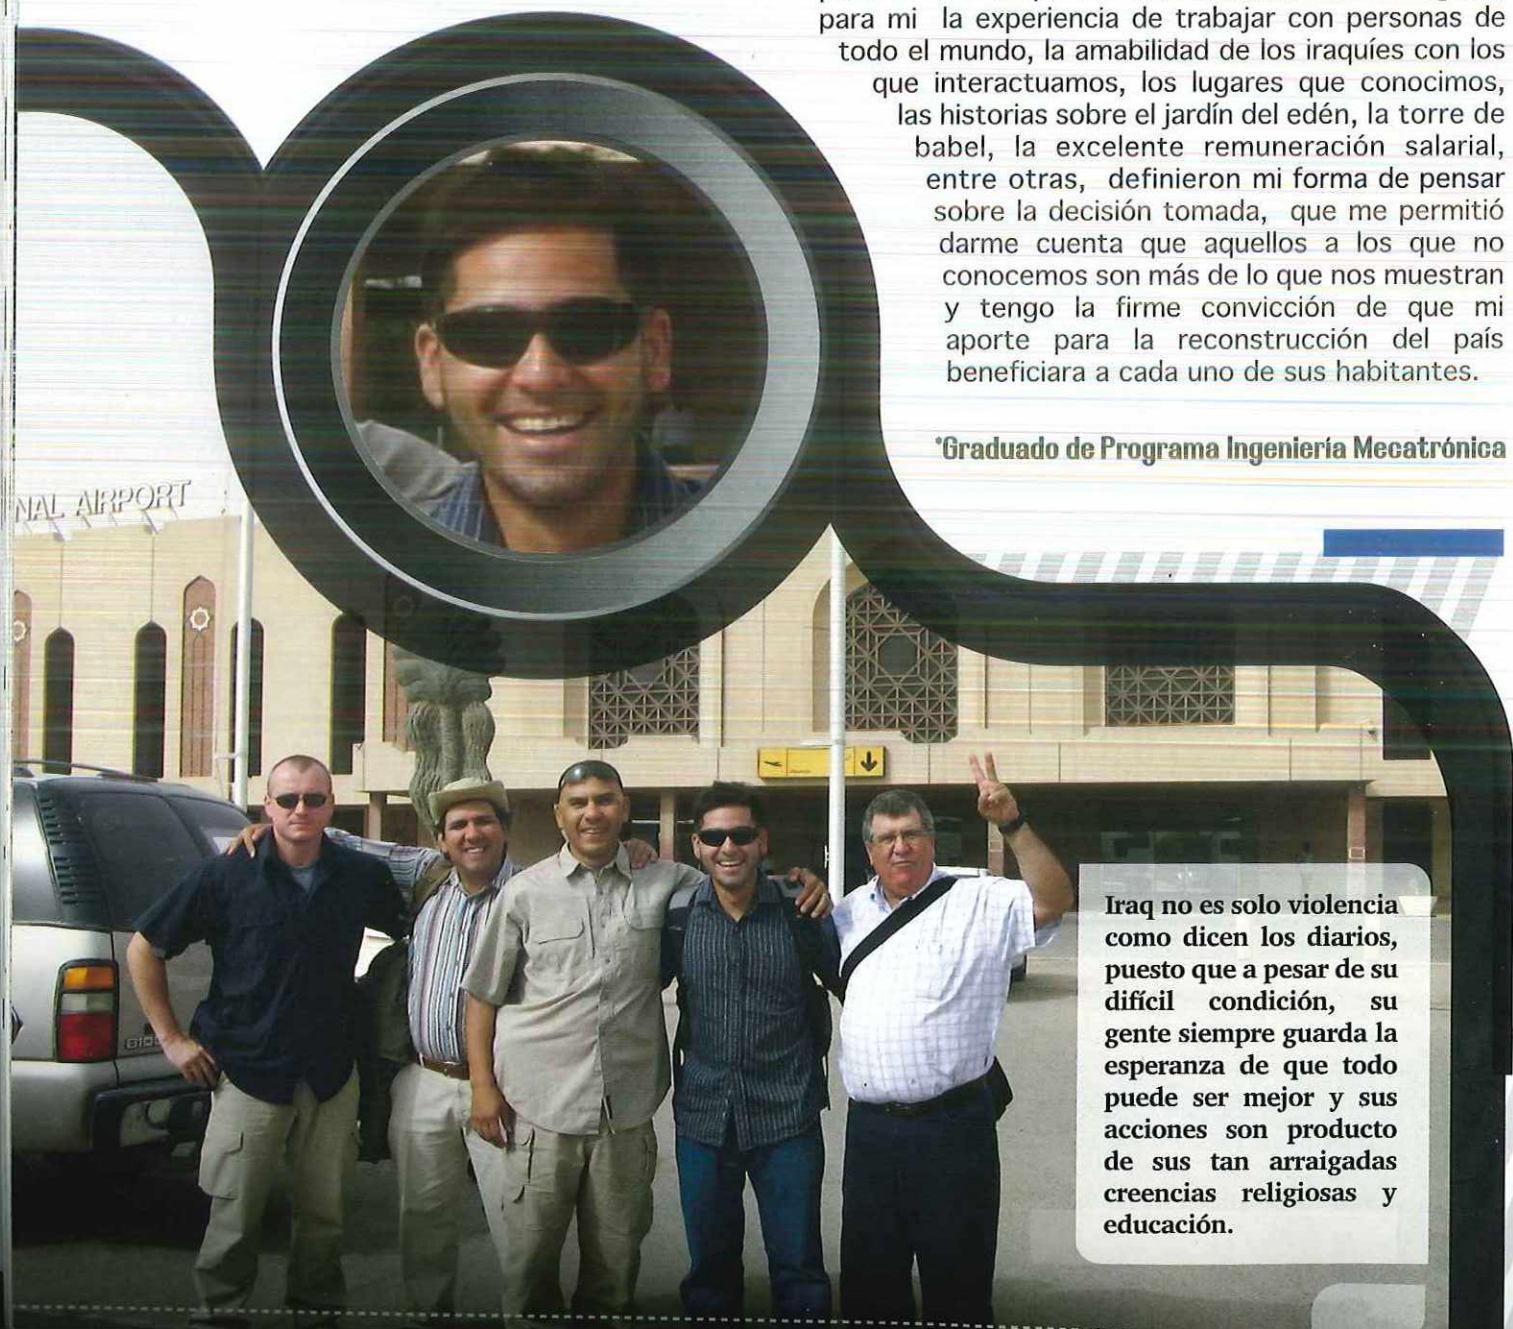 para mi la experiencia de trabajar con personas de
todo el mundo, la amabilidad de los iraquíes con los
que interactuamos, los lugares que conocimos,
las historias sobre el jardín del edén, la torre de
babel, la excelente remuneración salarial,
entre otras, definieron mi forma de pensar
sobre la decisión tomada, que me permitió
darme cuenta que aquellos a los que no
conocemos son más de lo que nos muestran
y tengo la firme convicción de que mi
aporte para la reconstrucción del país
beneficiara a cada uno de sus habitantes.
*Graduado de Programa Ingeniería Mecatrónica
NAL AIRPORT
Iraq no es solo violencia
como dicen los diarios,
puesto que a pesar de su
difícil condición, su
gente siempre guarda la
esperanza de que todo
puede ser mejor y sus
acciones son producto
de sus tan arraigadas
creencias religiosas y
educación.